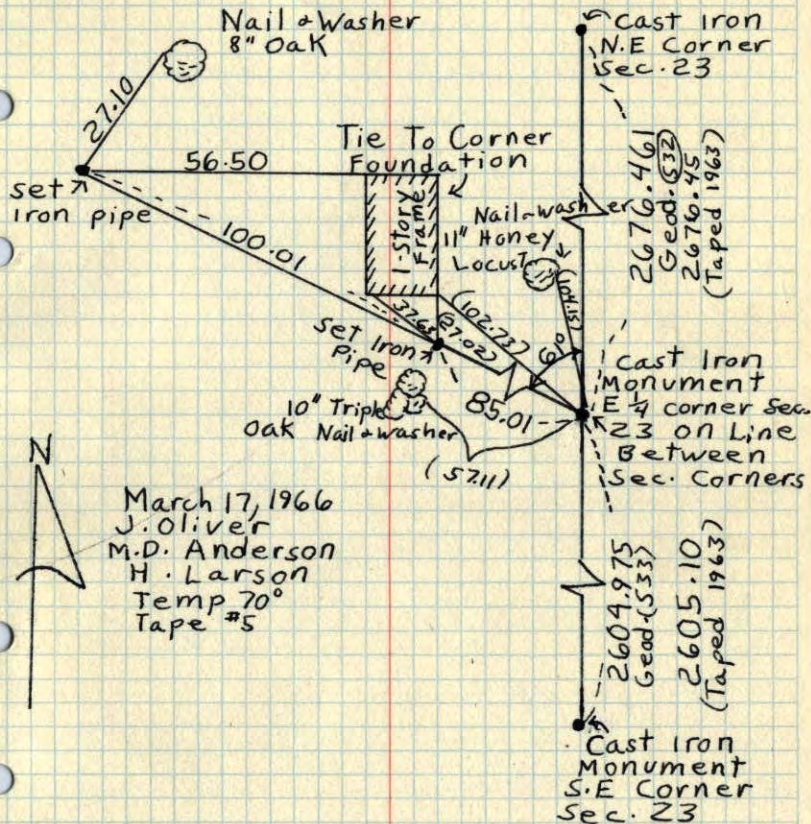 Nail & Washer
8" Oak
27.10
56.50
set
Iron pipe
100.01
Tie To Corner
Foundation
1-Story
Frame
Nail & washer
11" Honey
Locust
(104.15)
37.63
(27.02)
(102.73)
61°
set Iron
pipe
85.01
10" Triple
Oak Nail & washer
(57.11)
Cast Iron
N.E Corner
Sec. 23
2676.461
Geod. (532)
2676.45
(Taped 1963)
Cast Iron
Monument
E 1/4 corner Sec.
23 on Line
Between
Sec. Corners
2604.975
Geod. (533)
2605.10
(Taped 1963)
Cast Iron
Monument
S.E Corner
Sec. 23
N
March 17, 1966
J. Oliver
M.D. Anderson
H. Larson
Temp 70°
Tape #5